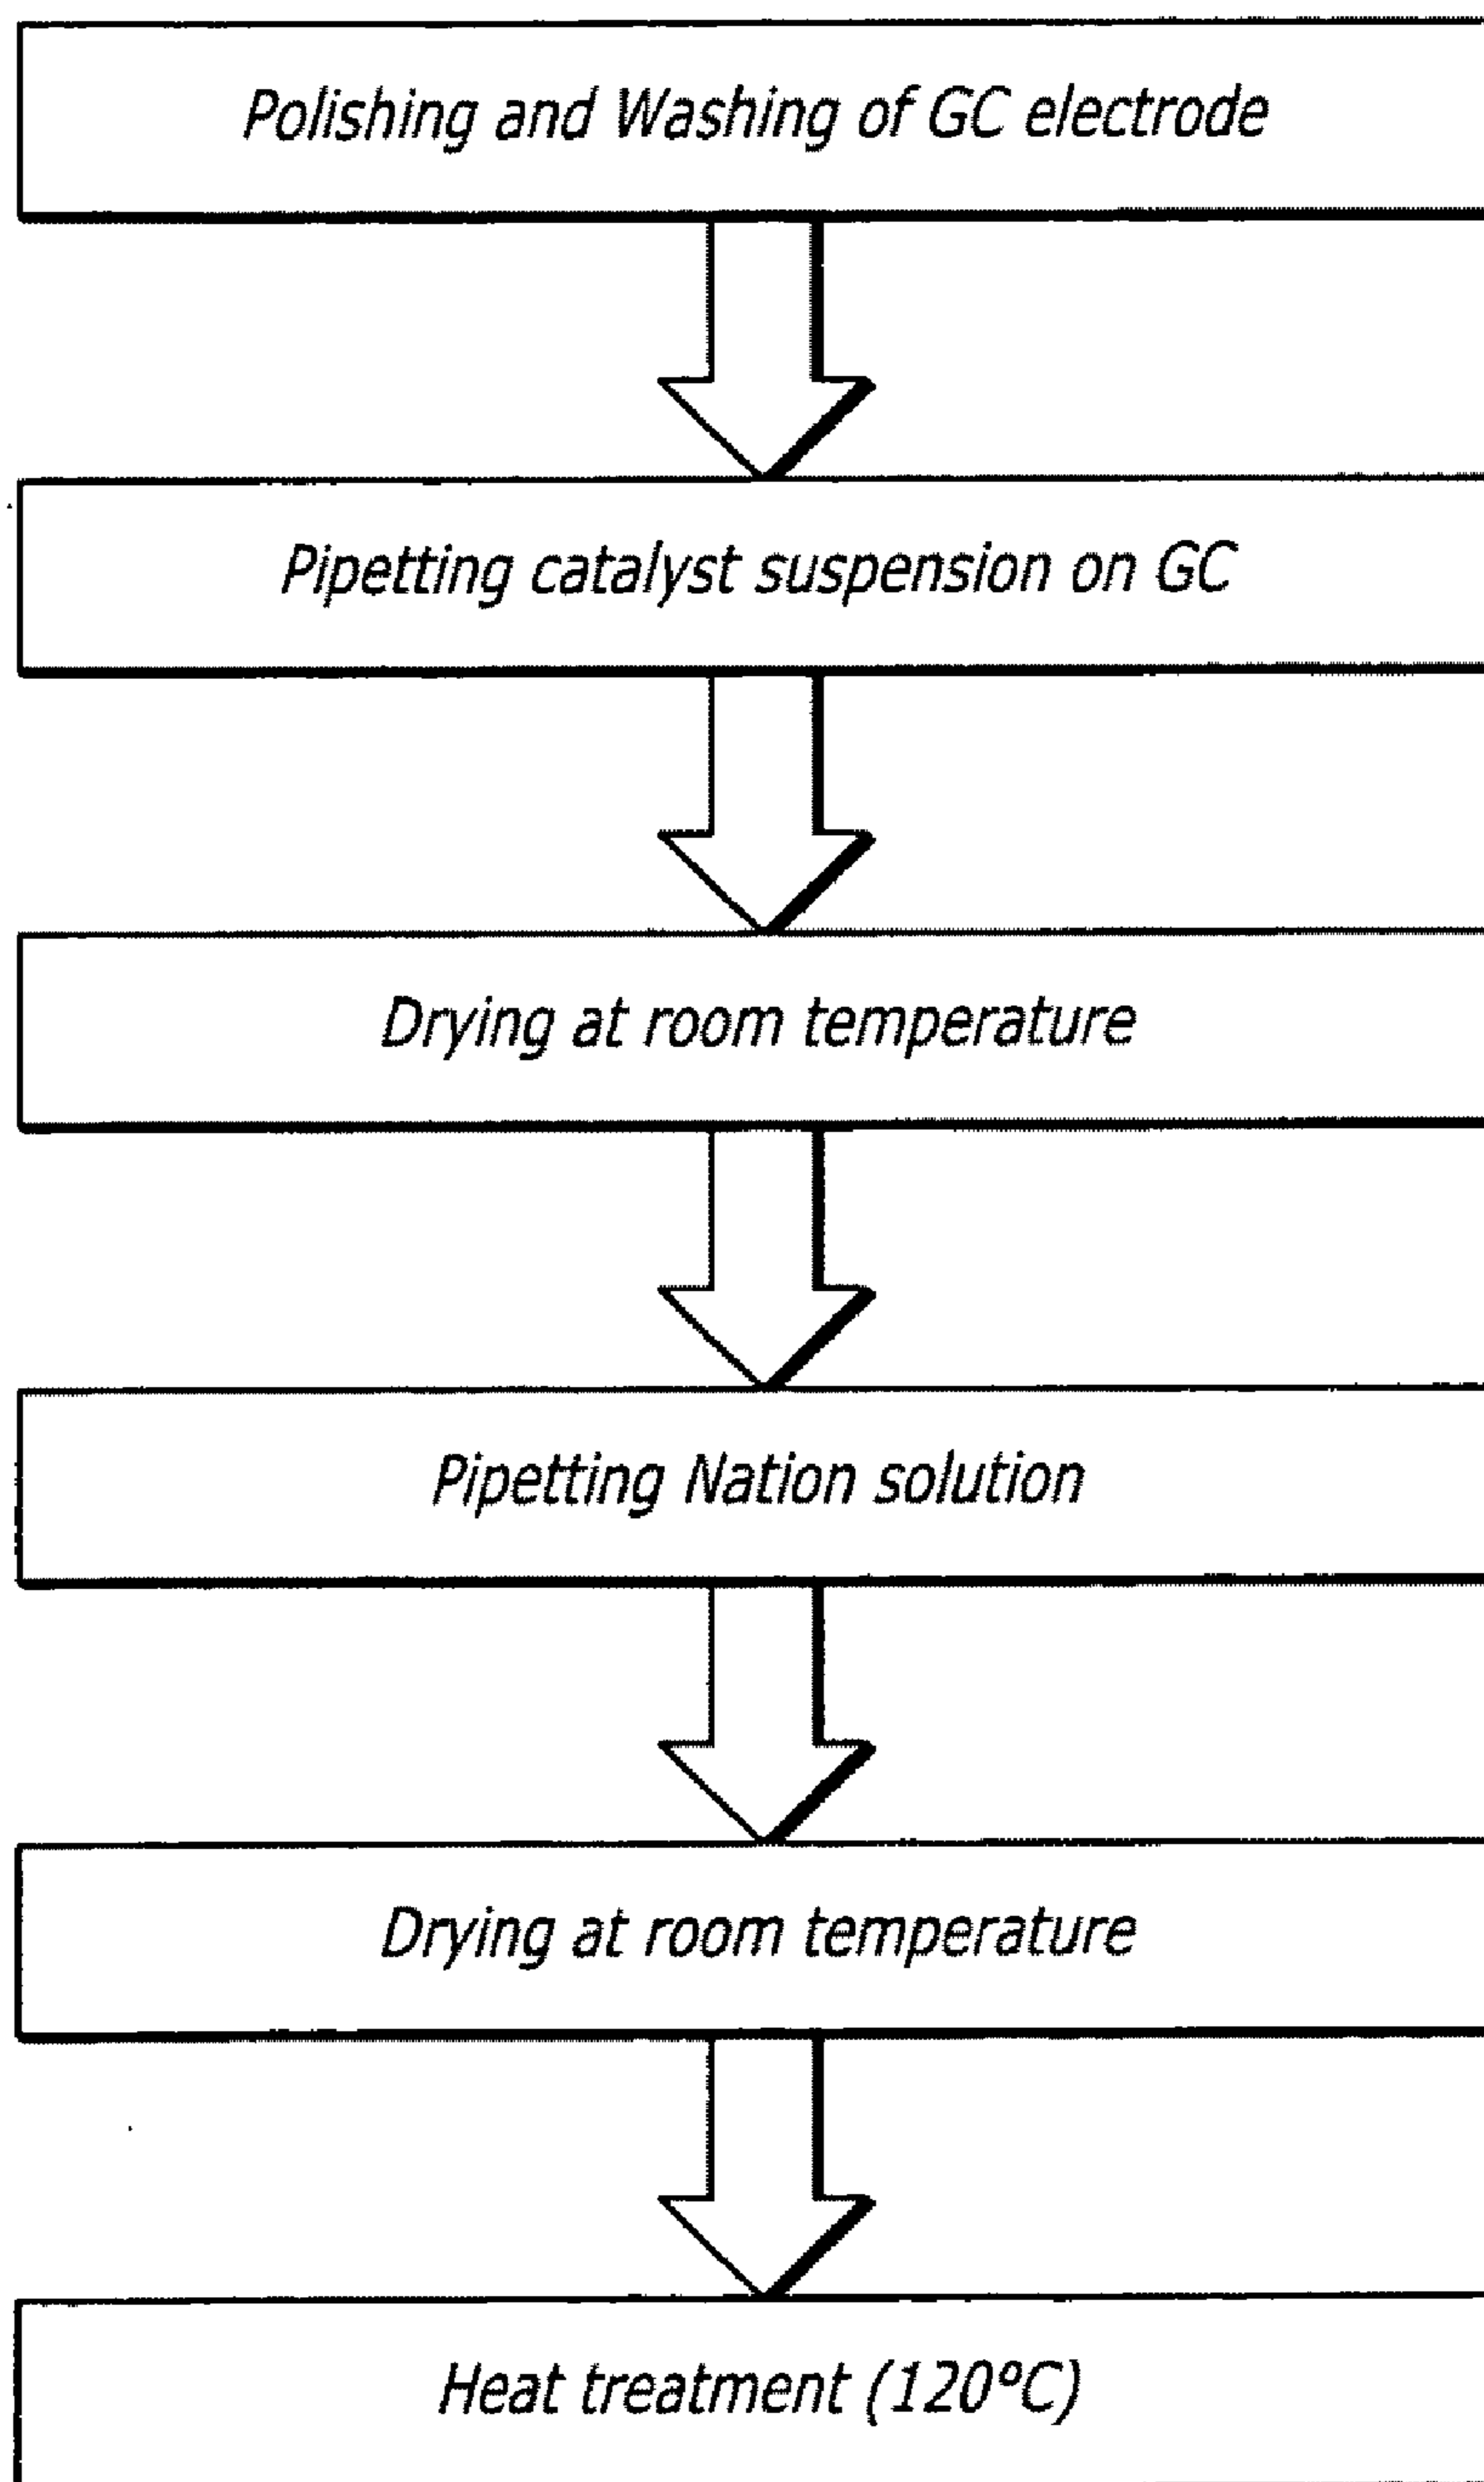 Polishing and Washing of GC electrode
Pipetting catalyst suspension on GC
Drying at room temperature
Pipetting Nation solution
Drying at room temperature
Heat treatment (120°C)